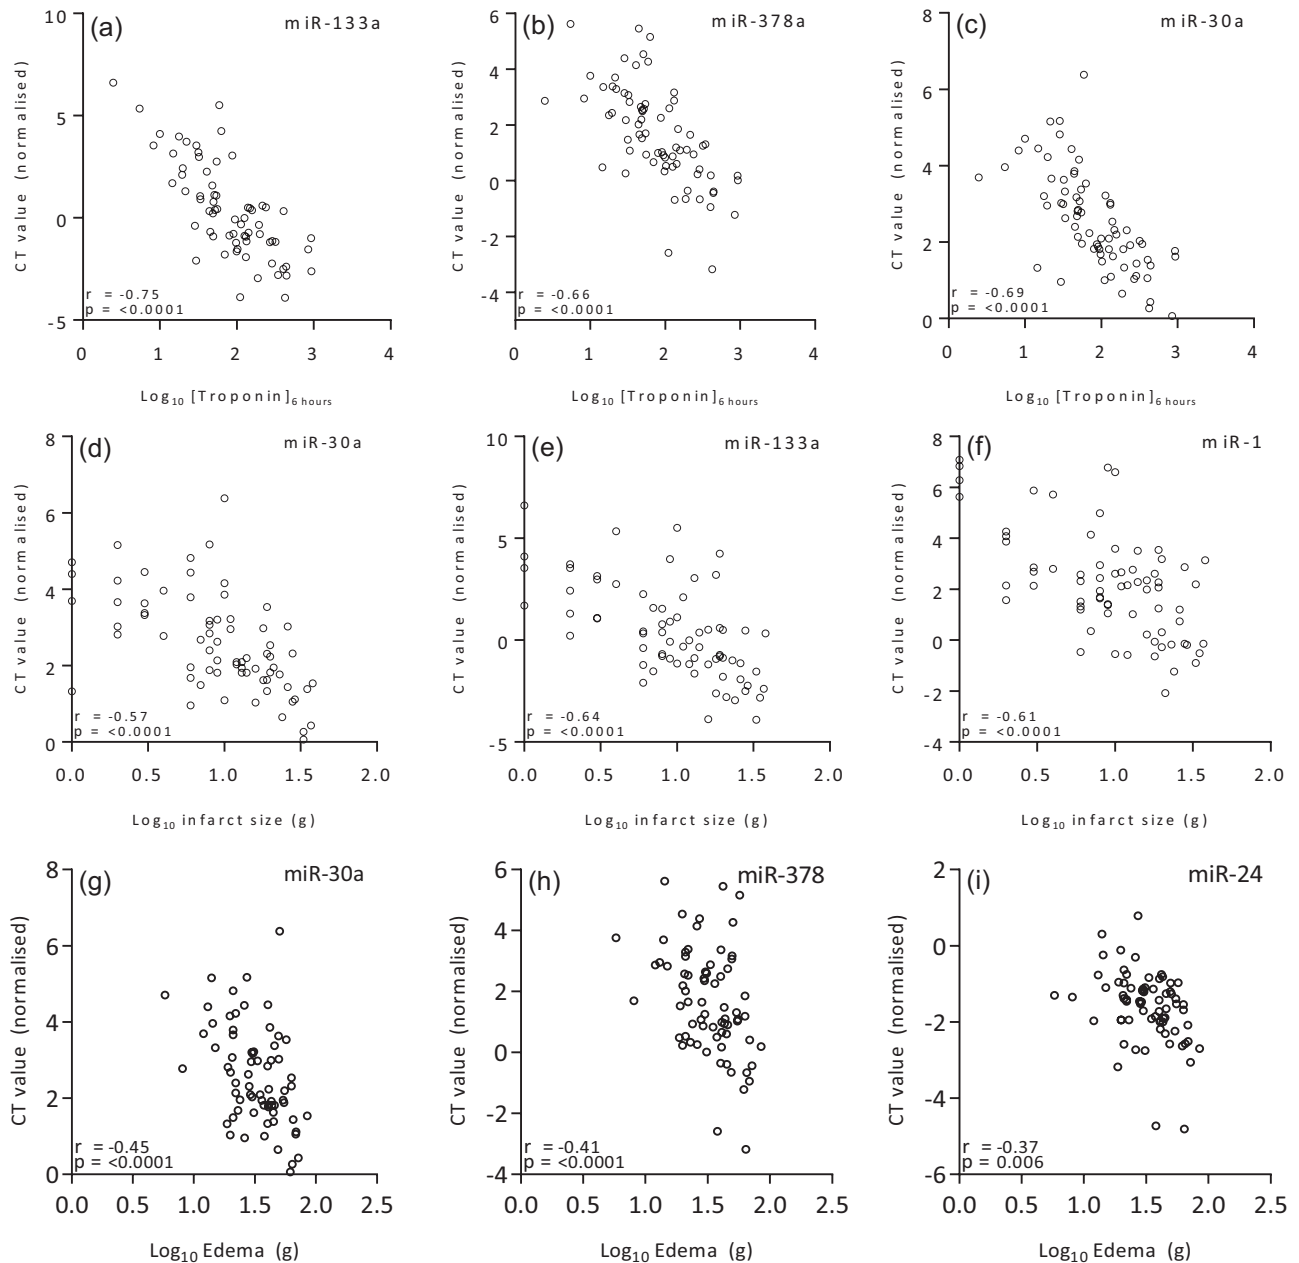 (a) miR-133a
10
5
0
-5
CT value (normalised)
r = -0.75
p = <0.0001
0 1 2 3 4
Log10 [Troponin]6 hours
(b) miR-378a
6
4
2
0
-2
-4
CT value (normalised)
r = -0.66
p = <0.0001
0 1 2 3 4
Log10 [Troponin]6 hours
(c) miR-30a
8
6
4
2
0
CT value (normalised)
r = -0.69
p = <0.0001
0 1 2 3 4
Log10 [Troponin]6 hours
(d) miR-30a
8
6
4
2
0
CT value (normalised)
r = -0.57
p = <0.0001
0.0 0.5 1.0 1.5 2.0
Log10 infarct size (g)
(e) miR-133a
10
5
0
-5
CT value (normalised)
r = -0.64
p = <0.0001
0.0 0.5 1.0 1.5 2.0
Log10 infarct size (g)
(f) miR-1
8
6
4
2
0
-2
-4
CT value (normalised)
r = -0.61
p = <0.0001
0.0 0.5 1.0 1.5 2.0
Log10 infarct size (g)
(g) miR-30a
8
6
4
2
0
CT value (normalised)
r =-0.45
p = <0.0001
0.0 0.5 1.0 1.5 2.0 2.5
Log10 Edema (g)
(h) miR-378
6
4
2
0
-2
-4
CT value (normalised)
r =-0.41
p = <0.0001
0.0 0.5 1.0 1.5 2.0 2.5
Log10 Edema (g)
(i) miR-24
2
0
-2
-4
-6
CT value (normalised)
r =-0.37
p = 0.006
0.0 0.5 1.0 1.5 2.0 2.5
Log10 Edema (g)